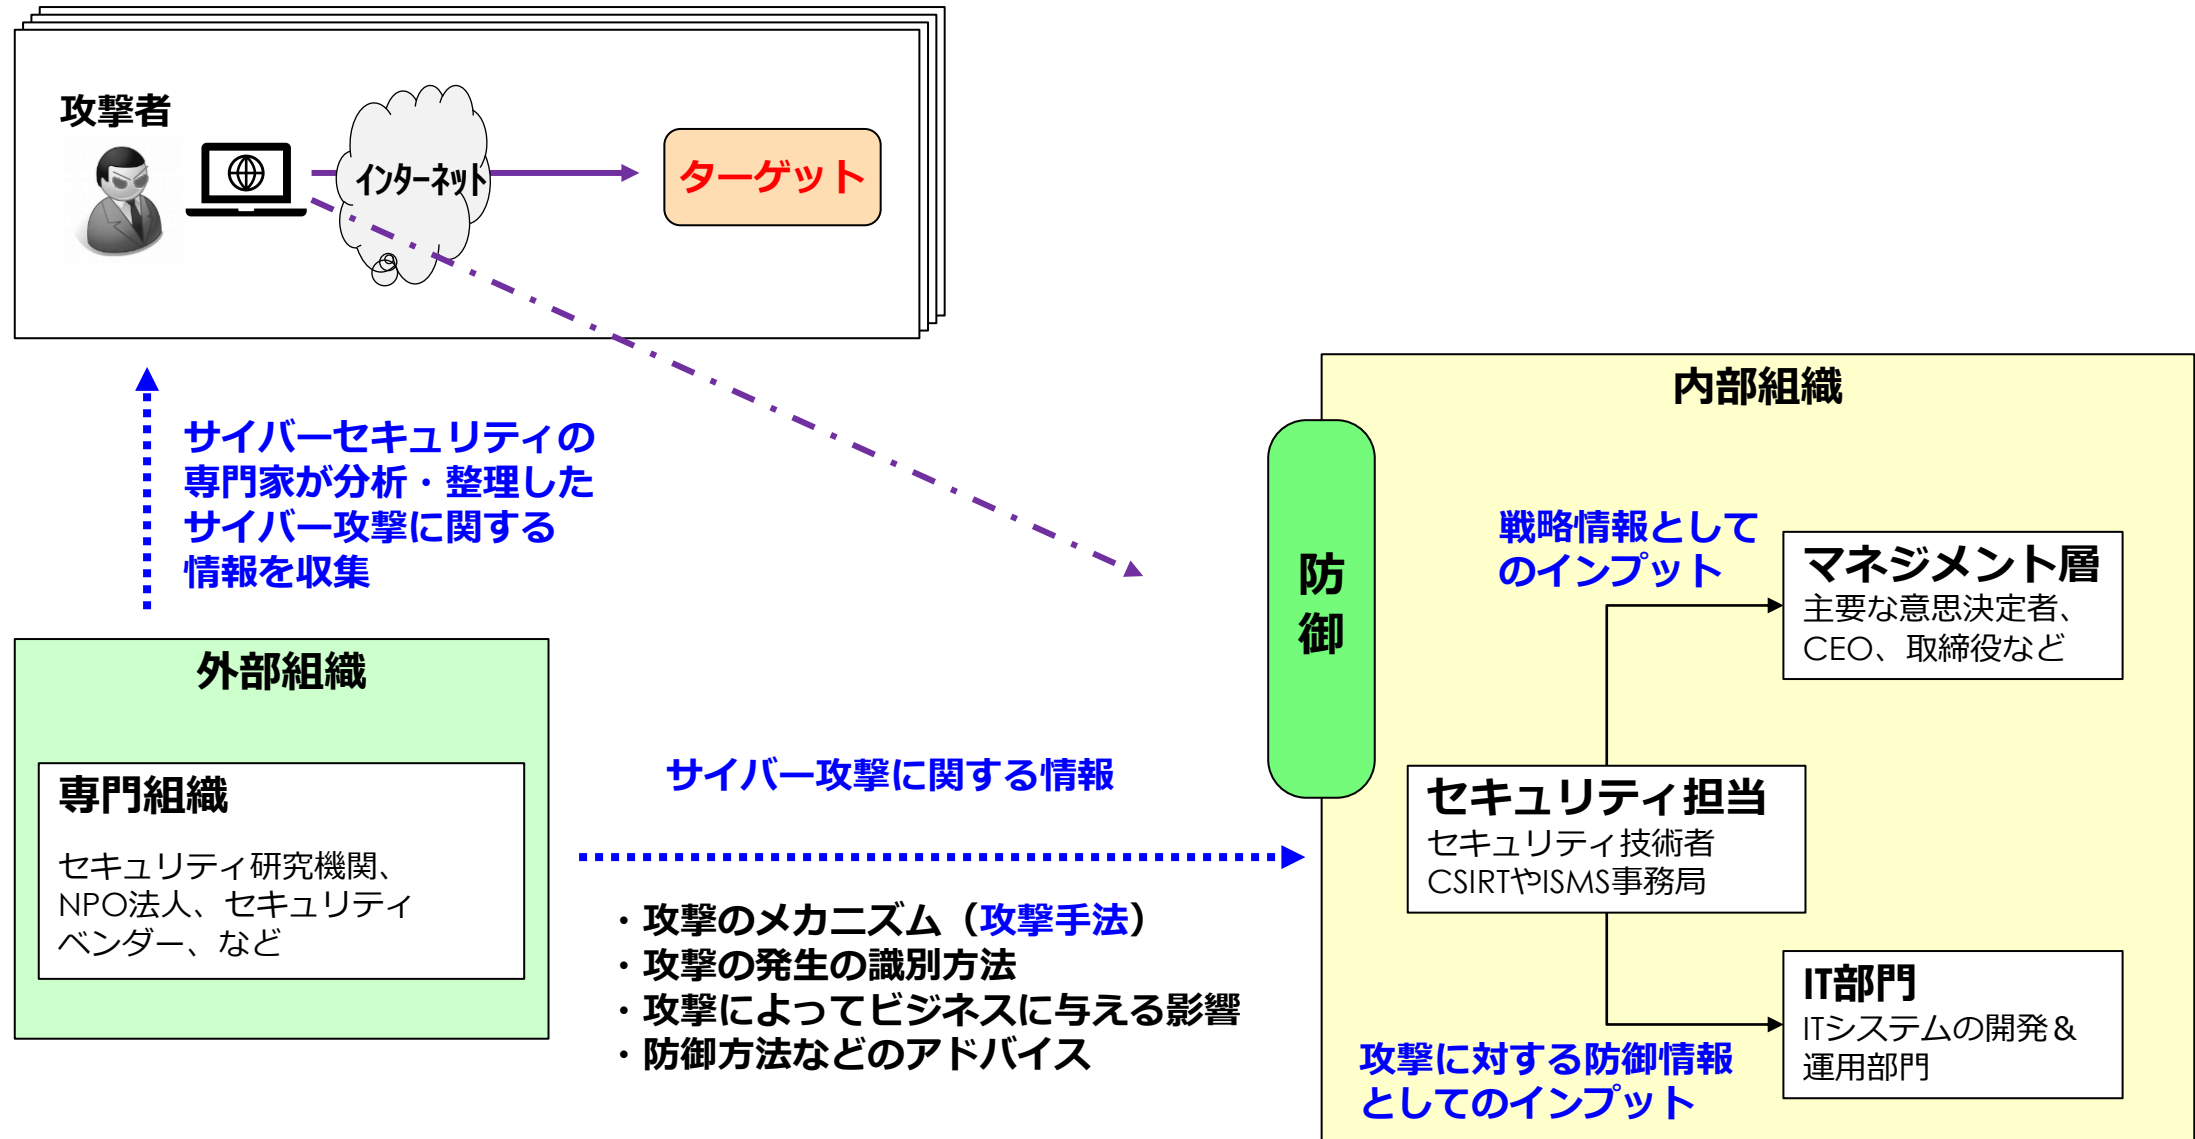 攻撃者
インターネット
ターゲット
サイバーセキュリティの
専門家が分析・整理した
サイバー攻撃に関する
情報を収集
外部組織
専門組織
セキュリティ研究機関、
NPO法人、セキュリティ
ベンダー、など
サイバー攻撃に関する情報
・攻撃のメカニズム（攻撃手法）
・攻撃の発生の識別方法
・攻撃によってビジネスに与える影響
・防御方法などのアドバイス
内部組織
防
御
戦略情報として
のインプット
マネジメント層
主要な意思決定者、
CEO、取締役など
セキュリティ担当
セキュリティ技術者
CSIRTやISMS事務局
IT部門
ITシステムの開発＆
運用部門
攻撃に対する防御情報
としてのインプット